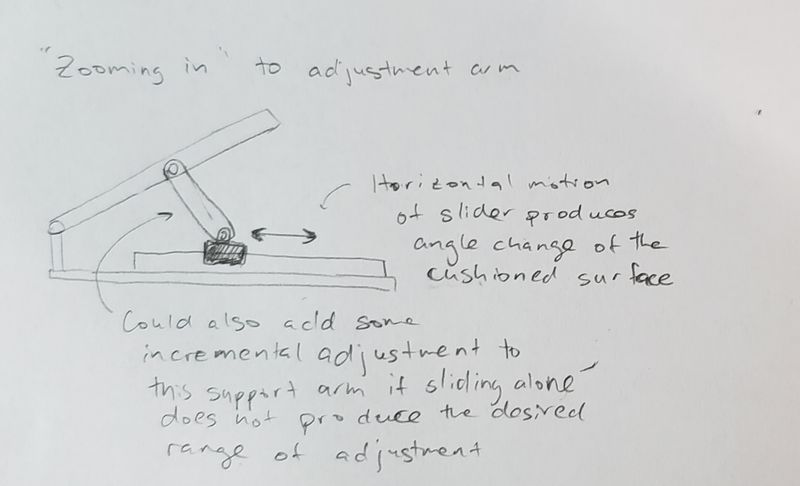 "Zooming in" to adjustment arm
Horizontal motion
of slider produces
angle change of the
cushioned surface
Could also add some
incremental adjustment to
this support arm if sliding alone
does not produce the desired
range of adjustment